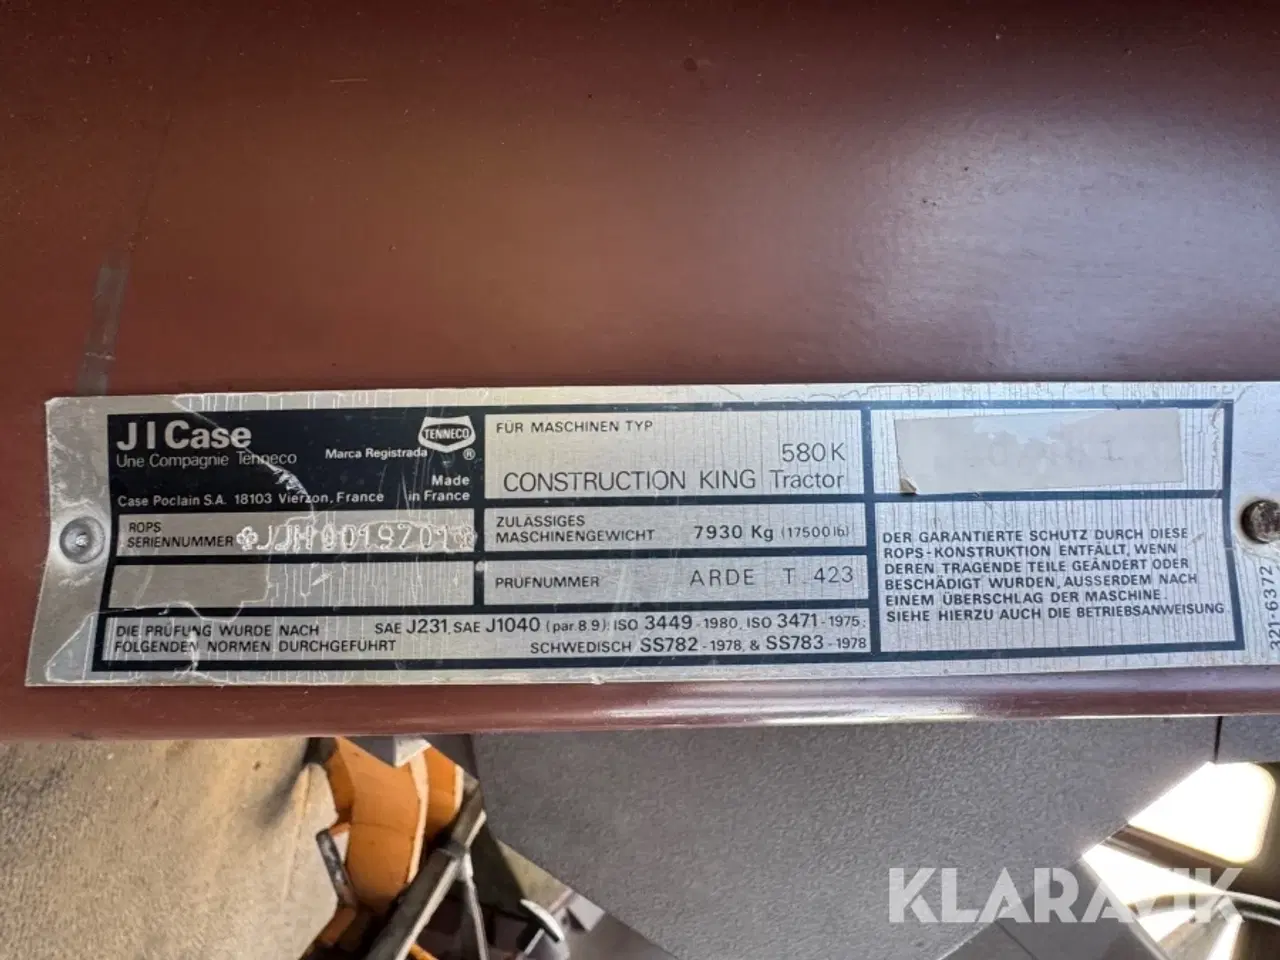 J I Case
Une Compagnie Tenneco
TENNECO
®
Marca Registrada
Made
in France
Case Poclain S.A. 18103 Vierzon, France
ROPS
SERIENNUMMER
JJH0019701
FÜR MASCHINEN TYP
580K
CONSTRUCTION KING Tractor
ZULASSIGES
MASCHINENGEWICHT 7930 Kg (17500 lb)
PRÜFNUMMER ARDE T. 423
DIE PRÜFUNG WURDE NACH SAE J231, SAE J1040 (par 8.9); ISO 3449-1980, ISO 3471-1975;
FOLGENDEN NORMEN DURCHGEFÜHRT SCHWEDISCH SS782-1978, & SS783-1978
DER GARANTIERTE SCHUTZ DURCH DIESE
ROPS-KONSTRUKTION ENTFÄLLT, WENN
DEREN TRAGENDE TEILE GEÄNDERT ODER
BESCHÄDIGT WURDEN, AUSSERDEM NACH
EINEM ÜBERSCHLAG DER MASCHINE.
SIEHE HIERZU AUCH DIE BETRIEBSANWEISUNG.
321-6372
KLARAVIK